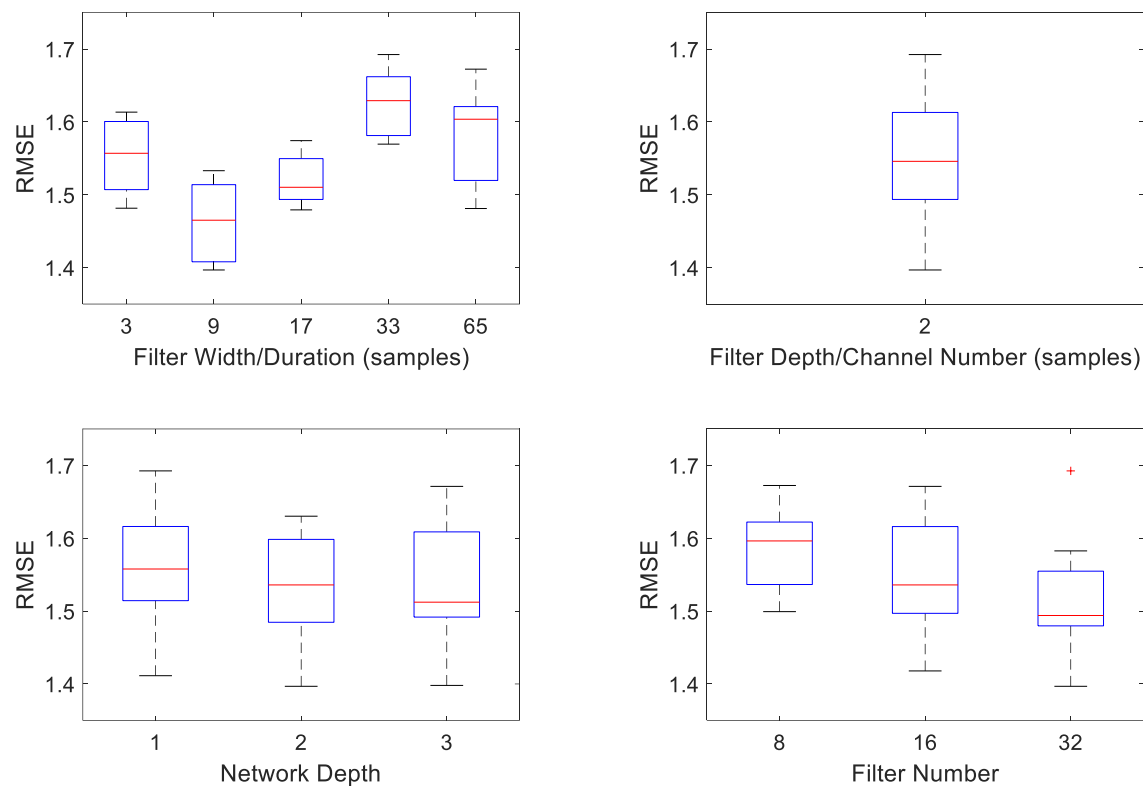 1.7
1.6
1.5
1.4
RMSE
3 9 17 33 65
Filter Width/Duration (samples)
1.7
1.6
1.5
1.4
RMSE
2
Filter Depth/Channel Number (samples)
1.7
1.6
1.5
1.4
RMSE
1 2 3
Network Depth
1.7
1.6
1.5
1.4
RMSE
8 16 32
Filter Number